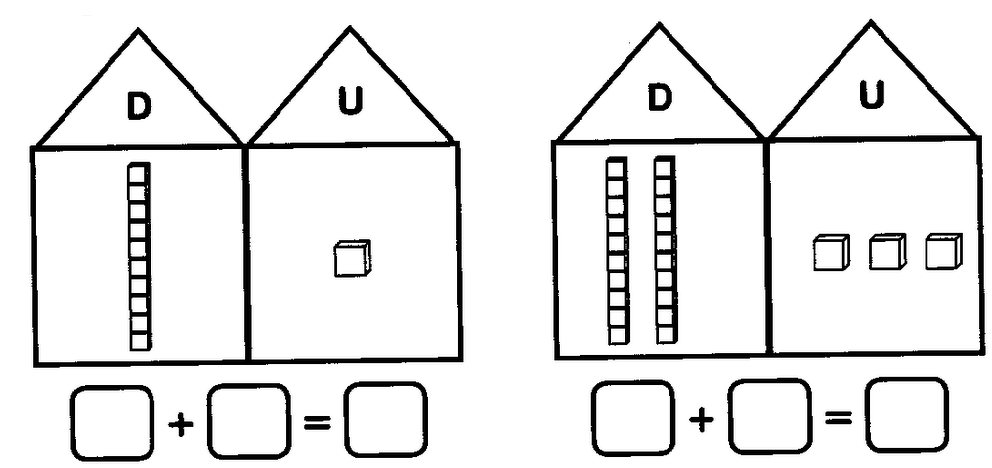 D U D U
+ = + =